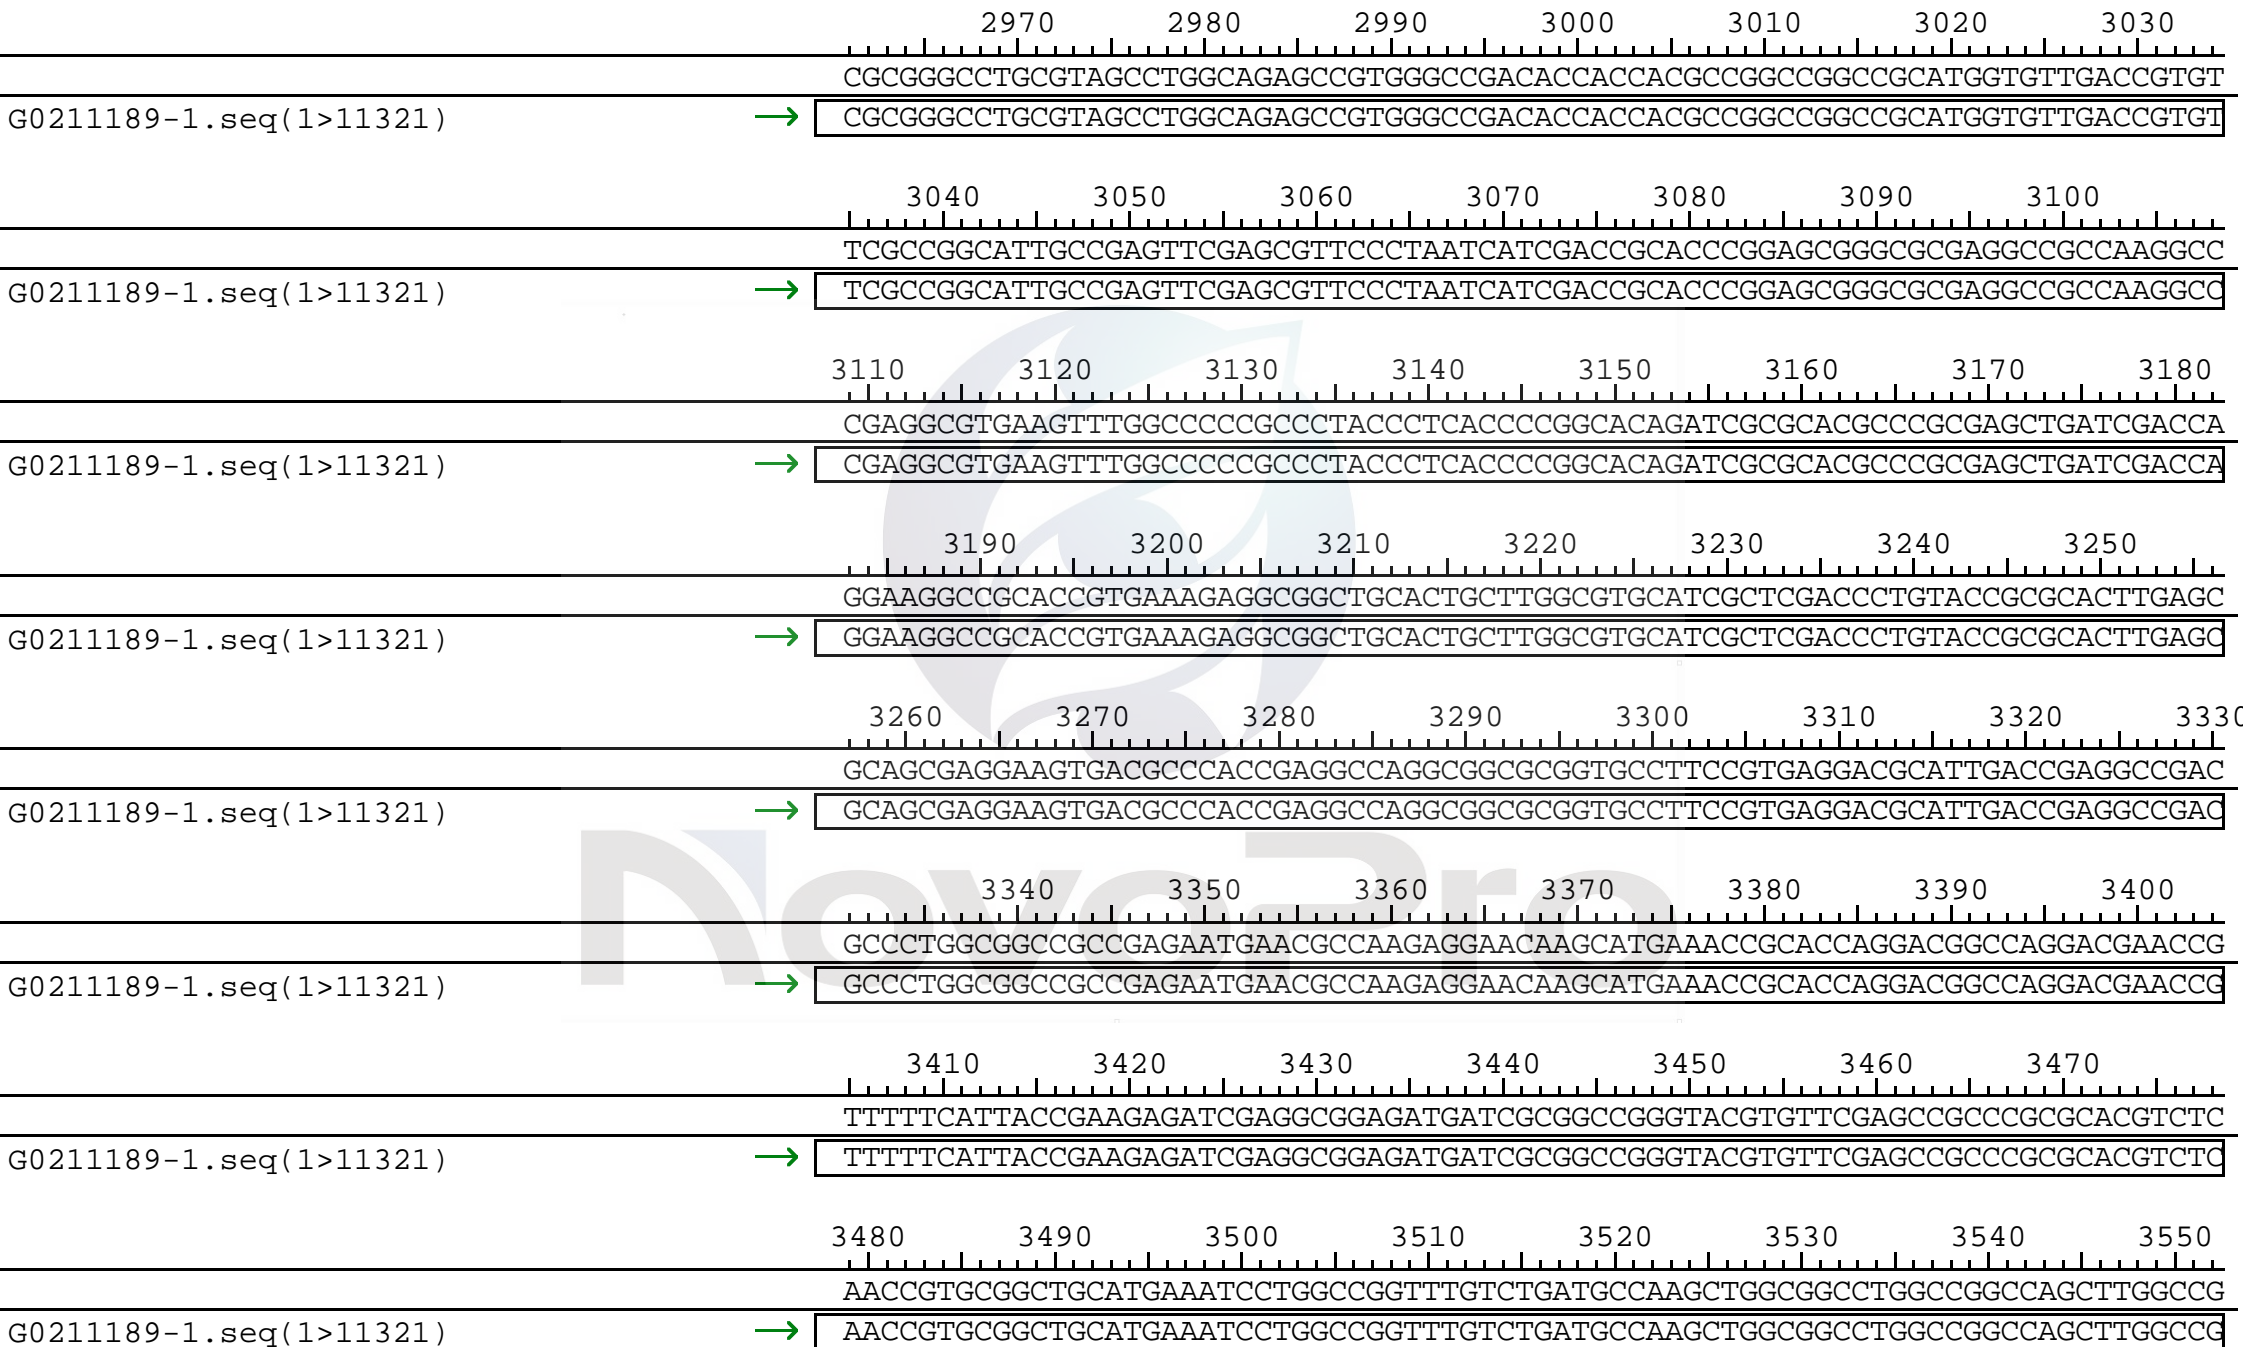 2970 2980 2990 3000 3010 3020 3030
CGCGGGCCTGCGTAGCCTGGCAGAGCCGTGGGCCGACACCACCACGCCGGCCGGCCGCATGGTGTTGACCGTGT
G0211189-1.seq(1>11321) → CGCGGGCCTGCGTAGCCTGGCAGAGCCGTGGGCCGACACCACCACGCCGGCCGGCCGCATGGTGTTGACCGTGT
3040 3050 3060 3070 3080 3090 3100
TCGCCGGCATTGCCGAGTTCGAGCGTTCCCTAATCATCGACCGCACCCGGAGCGGGCGCGAGGCCGCCAAGGCC
G0211189-1.seq(1>11321) → TCGCCGGCATTGCCGAGTTCGAGCGTTCCCTAATCATCGACCGCACCCGGAGCGGGCGCGAGGCCGCCAAGGCC
3110 3120 3130 3140 3150 3160 3170 3180
CGAGGCGTGAAGTTTGGCCCCCGCCCTACCCTCACCCCGGCACAGATCGCGCACGCCCGCGAGCTGATCGACCA
G0211189-1.seq(1>11321) → CGAGGCGTGAAGTTTGGCCCCCGCCCTACCCTCACCCCGGCACAGATCGCGCACGCCCGCGAGCTGATCGACCA
3190 3200 3210 3220 3230 3240 3250
GGAAGGCCGCACCGTGAAAGAGGCGGCTGCACTGCTTGGCGTGCATCGCTCGACCCTGTACCGCGCACTTGAGC
G0211189-1.seq(1>11321) → GGAAGGCCGCACCGTGAAAGAGGCGGCTGCACTGCTTGGCGTGCATCGCTCGACCCTGTACCGCGCACTTGAGC
3260 3270 3280 3290 3300 3310 3320 3330
GCAGCGAGGAAGTGACGCCCACCGAGGCCAGGCGGCGCGGTGCCTTCCGTGAGGACGCATTGACCGAGGCCGAC
G0211189-1.seq(1>11321) → GCAGCGAGGAAGTGACGCCCACCGAGGCCAGGCGGCGCGGTGCCTTCCGTGAGGACGCATTGACCGAGGCCGAC
NovoPro
3340 3350 3360 3370 3380 3390 3400
GCCCTGGCGGCCGCCGAGAATGAACGCCAAGAGGAACAAGCATGAAACCGCACCAGGACGGCCAGGACGAACCG
G0211189-1.seq(1>11321) → GCCCTGGCGGCCGCCGAGAATGAACGCCAAGAGGAACAAGCATGAAACCGCACCAGGACGGCCAGGACGAACCG
3410 3420 3430 3440 3450 3460 3470
TTTTTCATTACCGAAGAGATCGAGGCGGAGATGATCGCGGCCGGGTACGTGTTCGAGCCGCCCGCGCACGTCTC
G0211189-1.seq(1>11321) → TTTTTCATTACCGAAGAGATCGAGGCGGAGATGATCGCGGCCGGGTACGTGTTCGAGCCGCCCGCGCACGTCTC
3480 3490 3500 3510 3520 3530 3540 3550
AACCGTGCGGCTGCATGAAATCCTGGCCGGTTTGTCTGATGCCAAGCTGGCGGCCTGGCCGGCCAGCTTGGCCG
G0211189-1.seq(1>11321) → AACCGTGCGGCTGCATGAAATCCTGGCCGGTTTGTCTGATGCCAAGCTGGCGGCCTGGCCGGCCAGCTTGGCCG